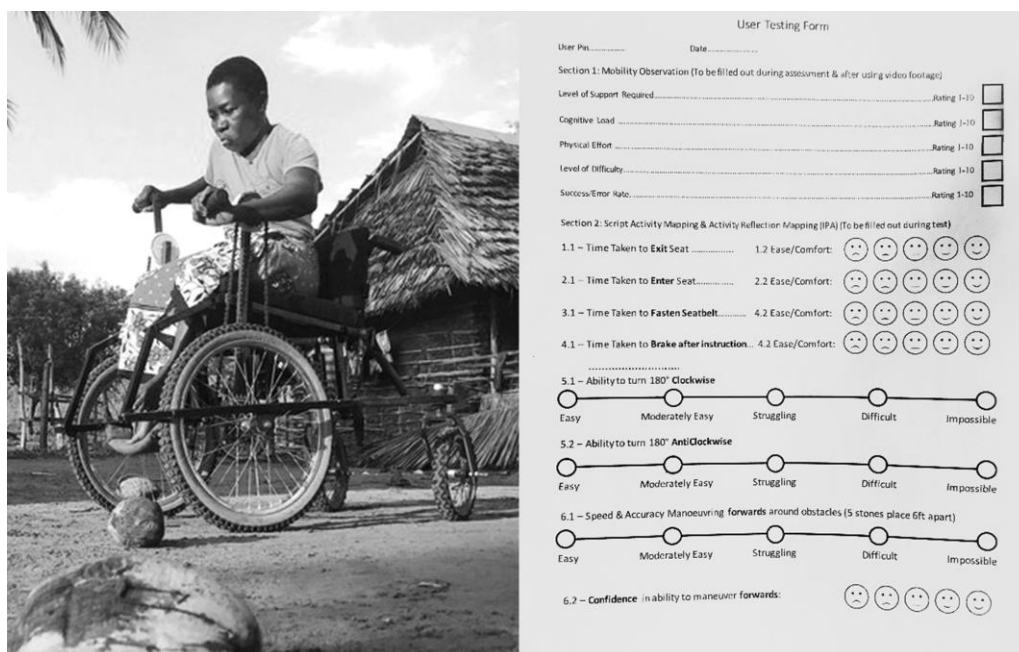 User Testing Form
User Pin............... Date....................
Section 1: Mobility Observation (To be filled out during assessment & after using video footage)
Level of Support Required.......................................................................Rating 1-10
Cognitive Load .......................................................................Rating 1-10
Physical Effort .......................................................................Rating 1-10
Level of Difficulty.......................................................................Rating 1-10
Success/Error Rate.......................................................................Rating 1-10
Section 2: Script Activity Mapping & Activity Reflection Mapping (IPA) (To be filled out during test)
1.1 – Time Taken to Exit Seat ................ 1.2 Ease/Comfort:
2.1 – Time Taken to Enter Seat............... 2.2 Ease/Comfort:
3.1 – Time Taken to Fasten Seatbelt........... 4.2 Ease/Comfort:
4.1 – Time Taken to Brake after instruction... 4.2 Ease/Comfort:
..........................
5.1 – Ability to turn 180° Clockwise
Easy Moderately Easy Struggling Difficult Impossible
5.2 – Ability to turn 180° AntiClockwise
Easy Moderately Easy Struggling Difficult Impossible
6.1 – Speed & Accuracy Manoeuvring forwards around obstacles (5 stones place 6ft apart)
Easy Moderately Easy Struggling Difficult Impossible
6.2 – Confidence in ability to maneuver forwards: